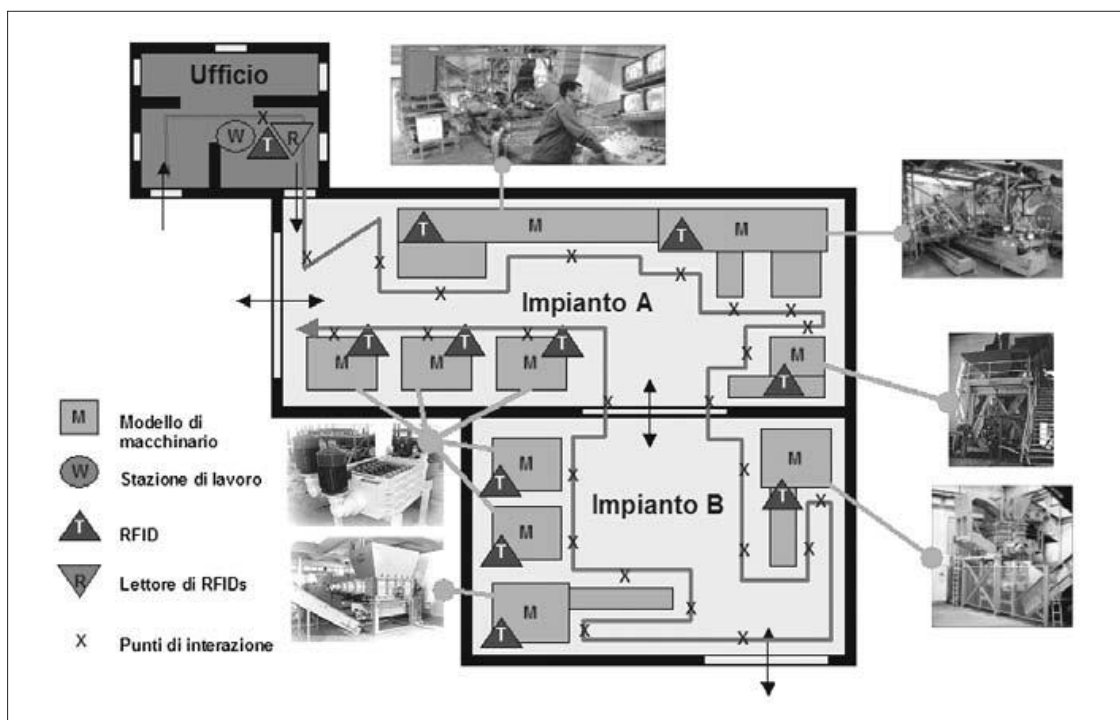 Ufficio
X
W
T
R
T
M
T
M
X
X
X
X
X
X
X
X
Impianto A
X
X
X
X
T
T
T
M
M
M
M
X
T
X
X
M
Modello di
macchinario
W
Stazione di lavoro
T
RFID
R
Lettore di RFIDs
X
Punti di interazione
M
T
X
X
M
T
Impianto B
X
M
T
X
X
X
X
M
T
X
X
X